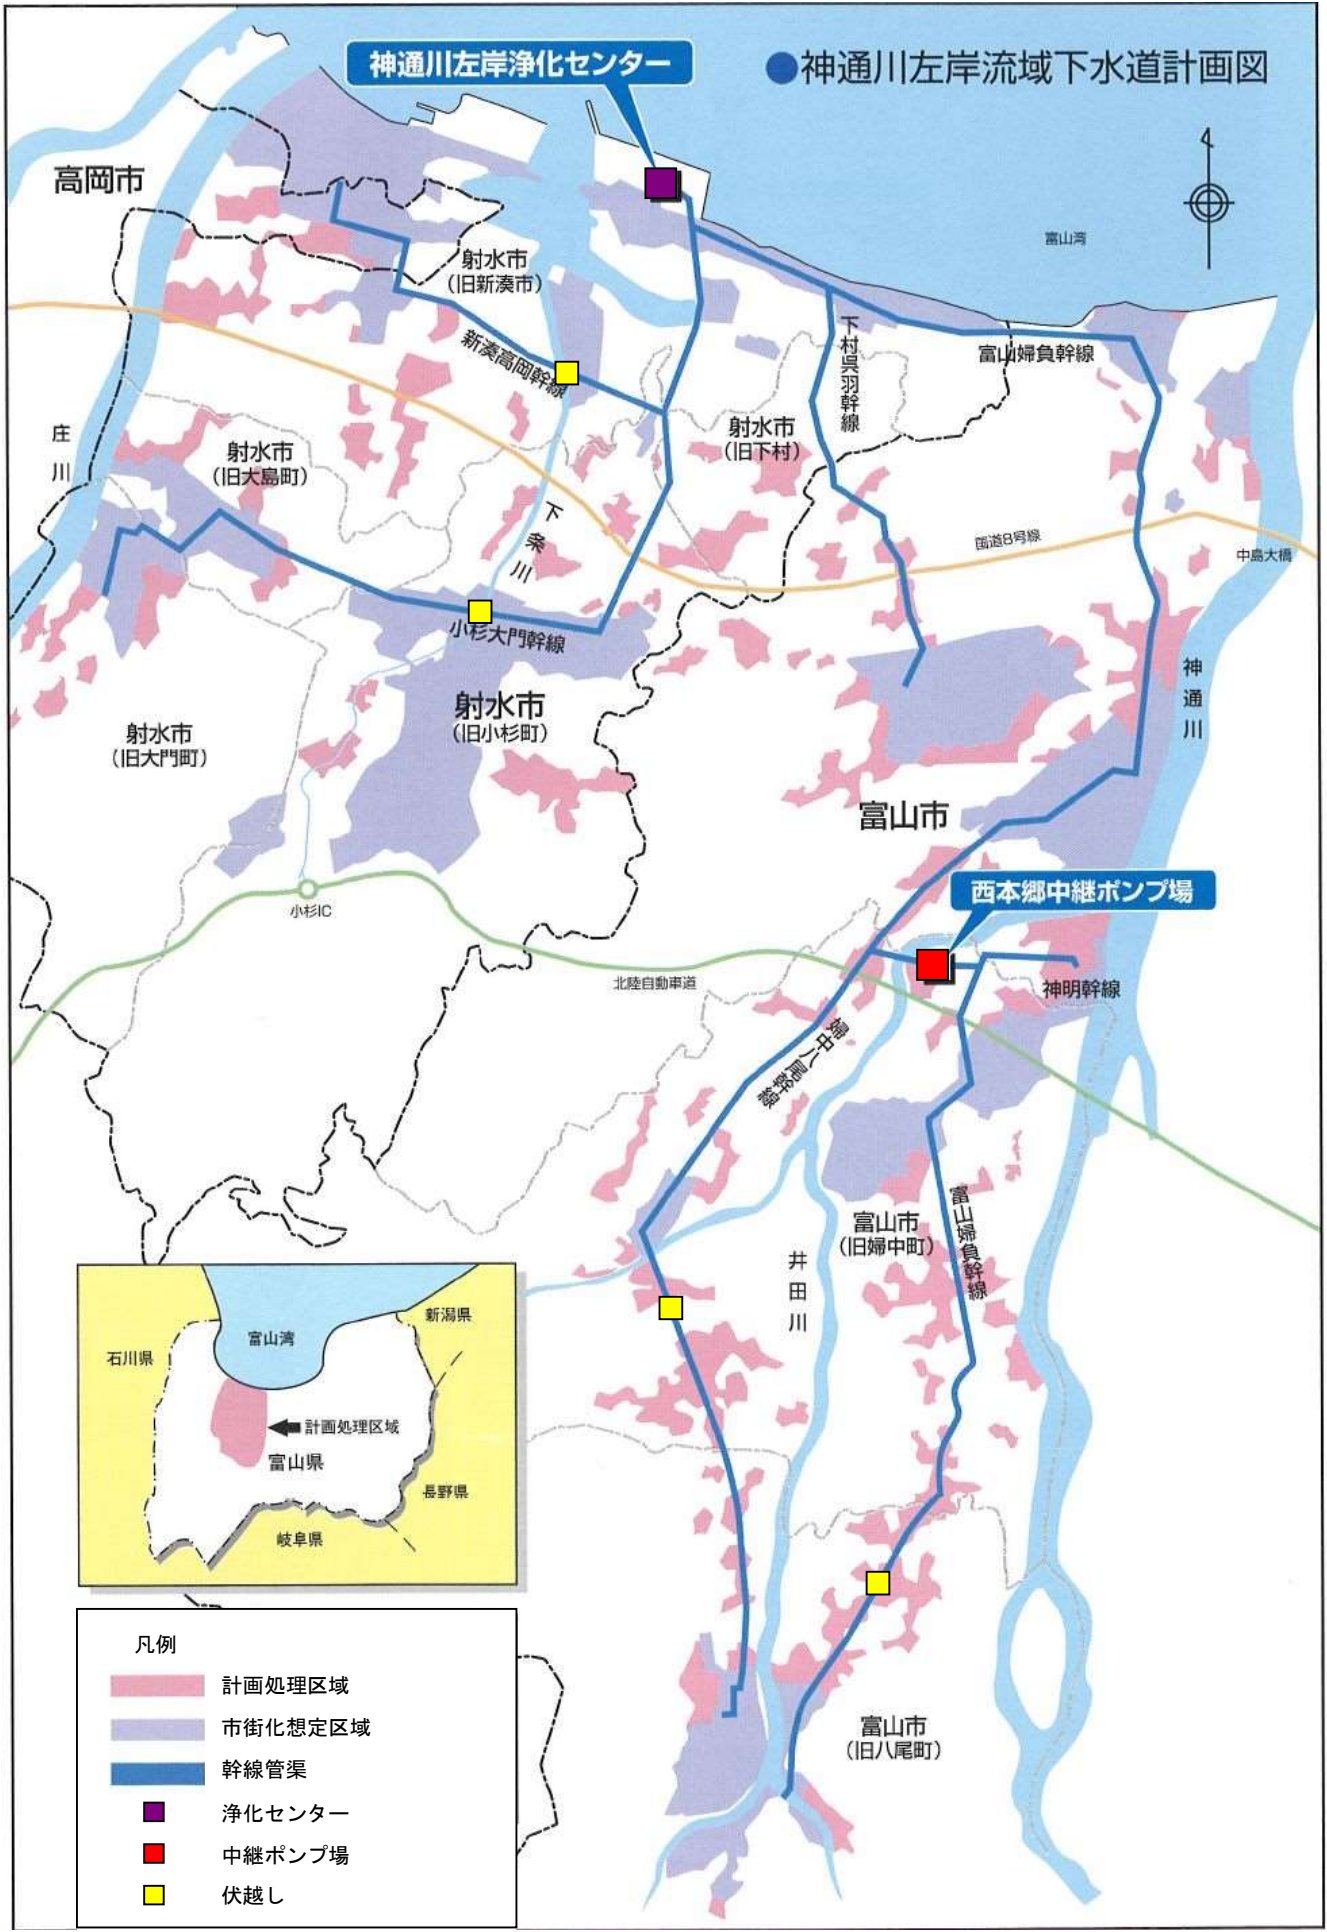 神通川左岸浄化センター
●神通川左岸流域下水道計画図
高岡市
富山湾
射水市
(旧新湊市)
新湊高岡幹線
下村呉羽幹線
富山婦負幹線
庄川
射水市
(旧大島町)
射水市
(旧下村)
下条川
国道8号線
中島大橋
小杉大門幹線
神通川
射水市
(旧小杉町)
射水市
(旧大門町)
富山市
西本郷中継ポンプ場
小杉IC
北陸自動車道
神明幹線
婦中八尾幹線
富山婦負幹線
富山市
(旧婦中町)
井田川
富山湾
新潟県
石川県
計画処理区域
富山県
長野県
岐阜県
凡例
計画処理区域
市街化想定区域
幹線管渠
浄化センター
中継ポンプ場
伏越し
富山市
(旧八尾町)